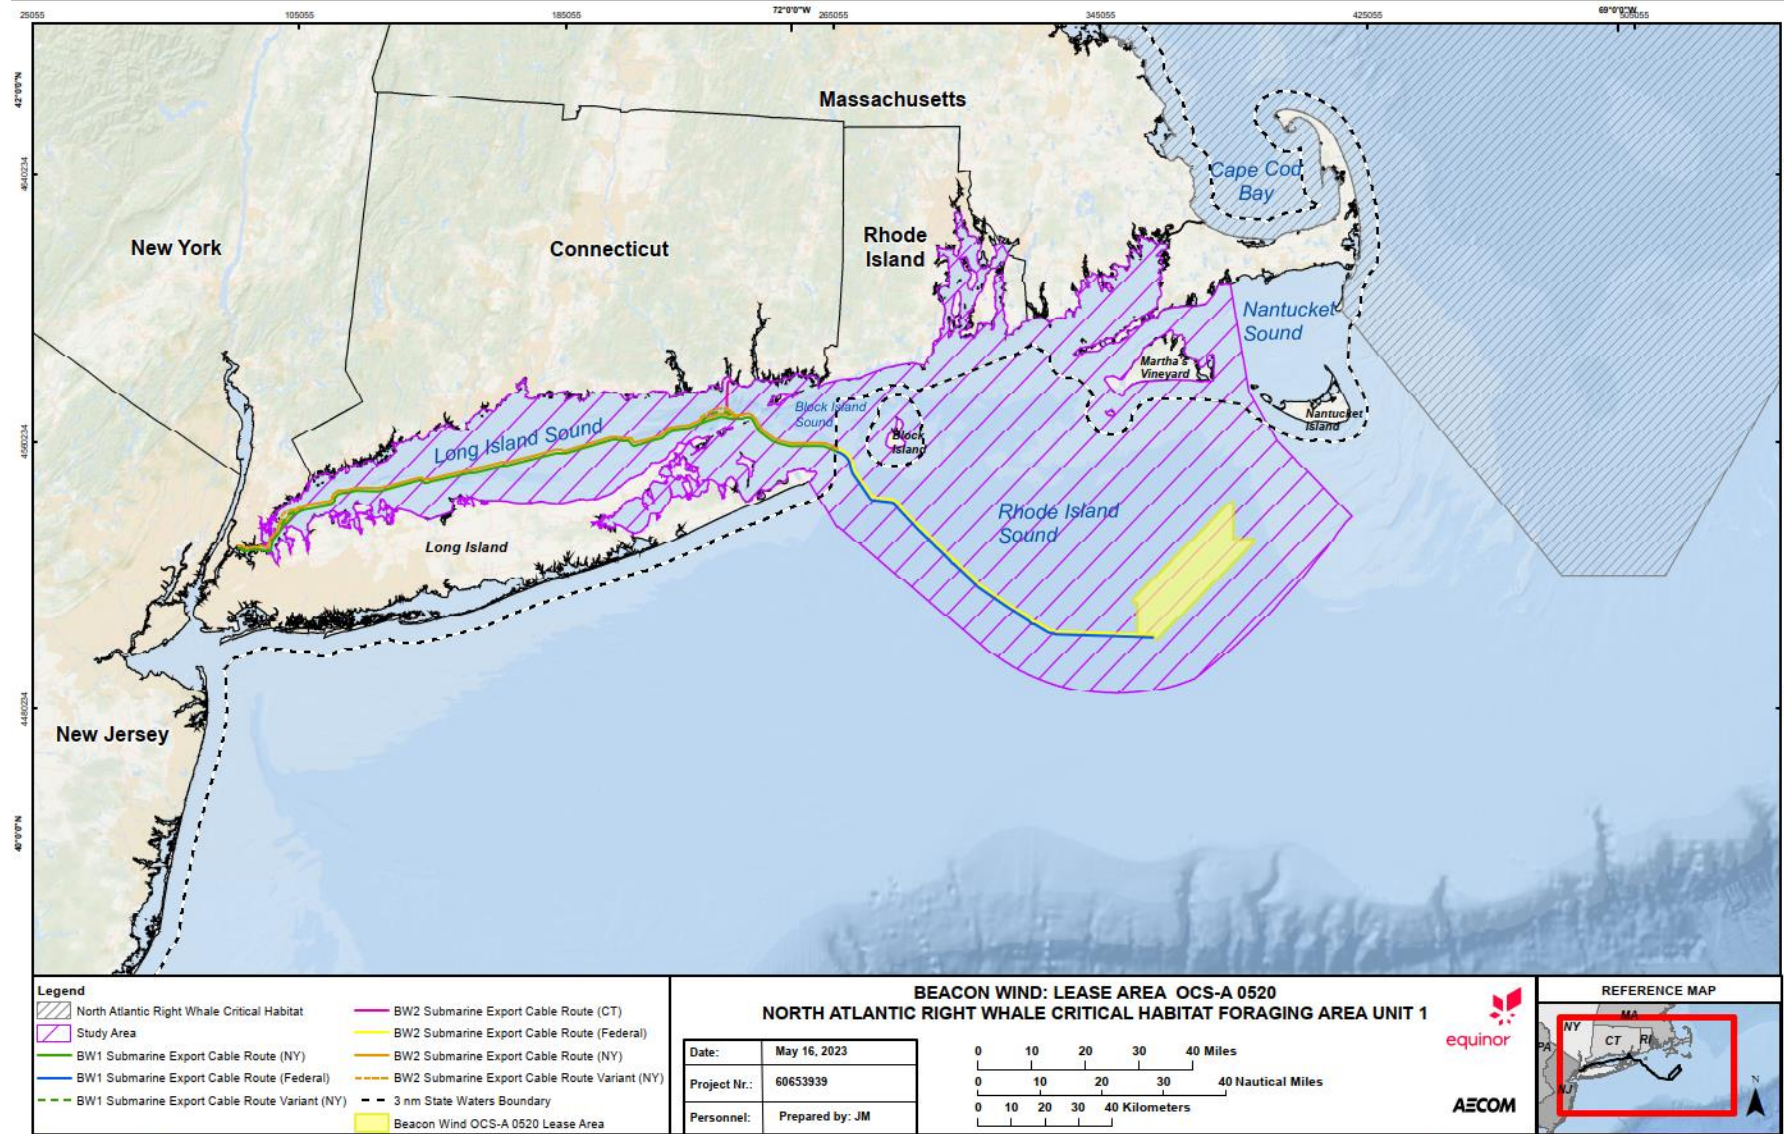 25055
105055
185055
72°0'0"W
265055
345055
425055
69°0'0"W
505055
42°0'0"N
4640234
4560234
4480234
40°0'0"N
Massachusetts
Cape Cod
Bay
New York
Connecticut
Rhode
Island
Nantucket
Sound
Martha's
Vineyard
Nantucket
Island
Block Island
Sound
Block
Island
Long Island Sound
Rhode Island
Sound
Long Island
New Jersey
Legend
North Atlantic Right Whale Critical Habitat
Study Area
BW1 Submarine Export Cable Route (NY)
BW1 Submarine Export Cable Route (Federal)
BW1 Submarine Export Cable Route Variant (NY)
BW2 Submarine Export Cable Route (CT)
BW2 Submarine Export Cable Route (Federal)
BW2 Submarine Export Cable Route (NY)
BW2 Submarine Export Cable Route Variant (NY)
3 nm State Waters Boundary
Beacon Wind OCS-A 0520 Lease Area
BEACON WIND: LEASE AREA OCS-A 0520
NORTH ATLANTIC RIGHT WHALE CRITICAL HABITAT FORAGING AREA UNIT 1
Date: May 16, 2023
Project Nr.: 60653939
Personnel: Prepared by: JM
0 10 20 30 40 Miles
0 10 20 30 40 Nautical Miles
0 10 20 30 40 Kilometers
equinor
AECOM
REFERENCE MAP
MA
NY
CT
RI
PA
NJ
N